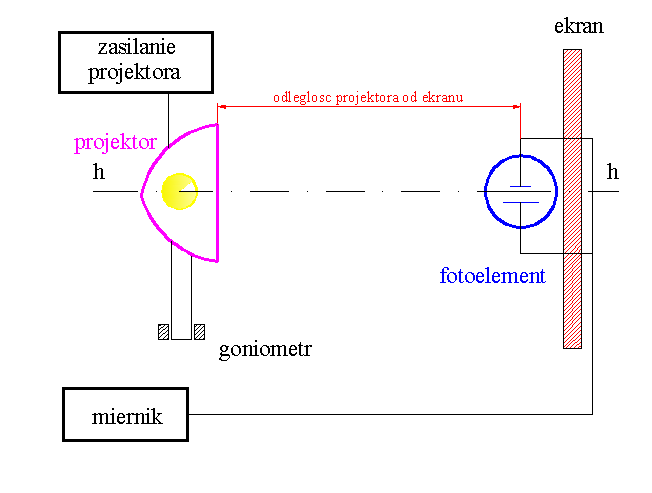 ekran
zasilanie
projektora
odleglosc projektora od ekranu
projektor
h
h
fotoelement
goniometr
miernik